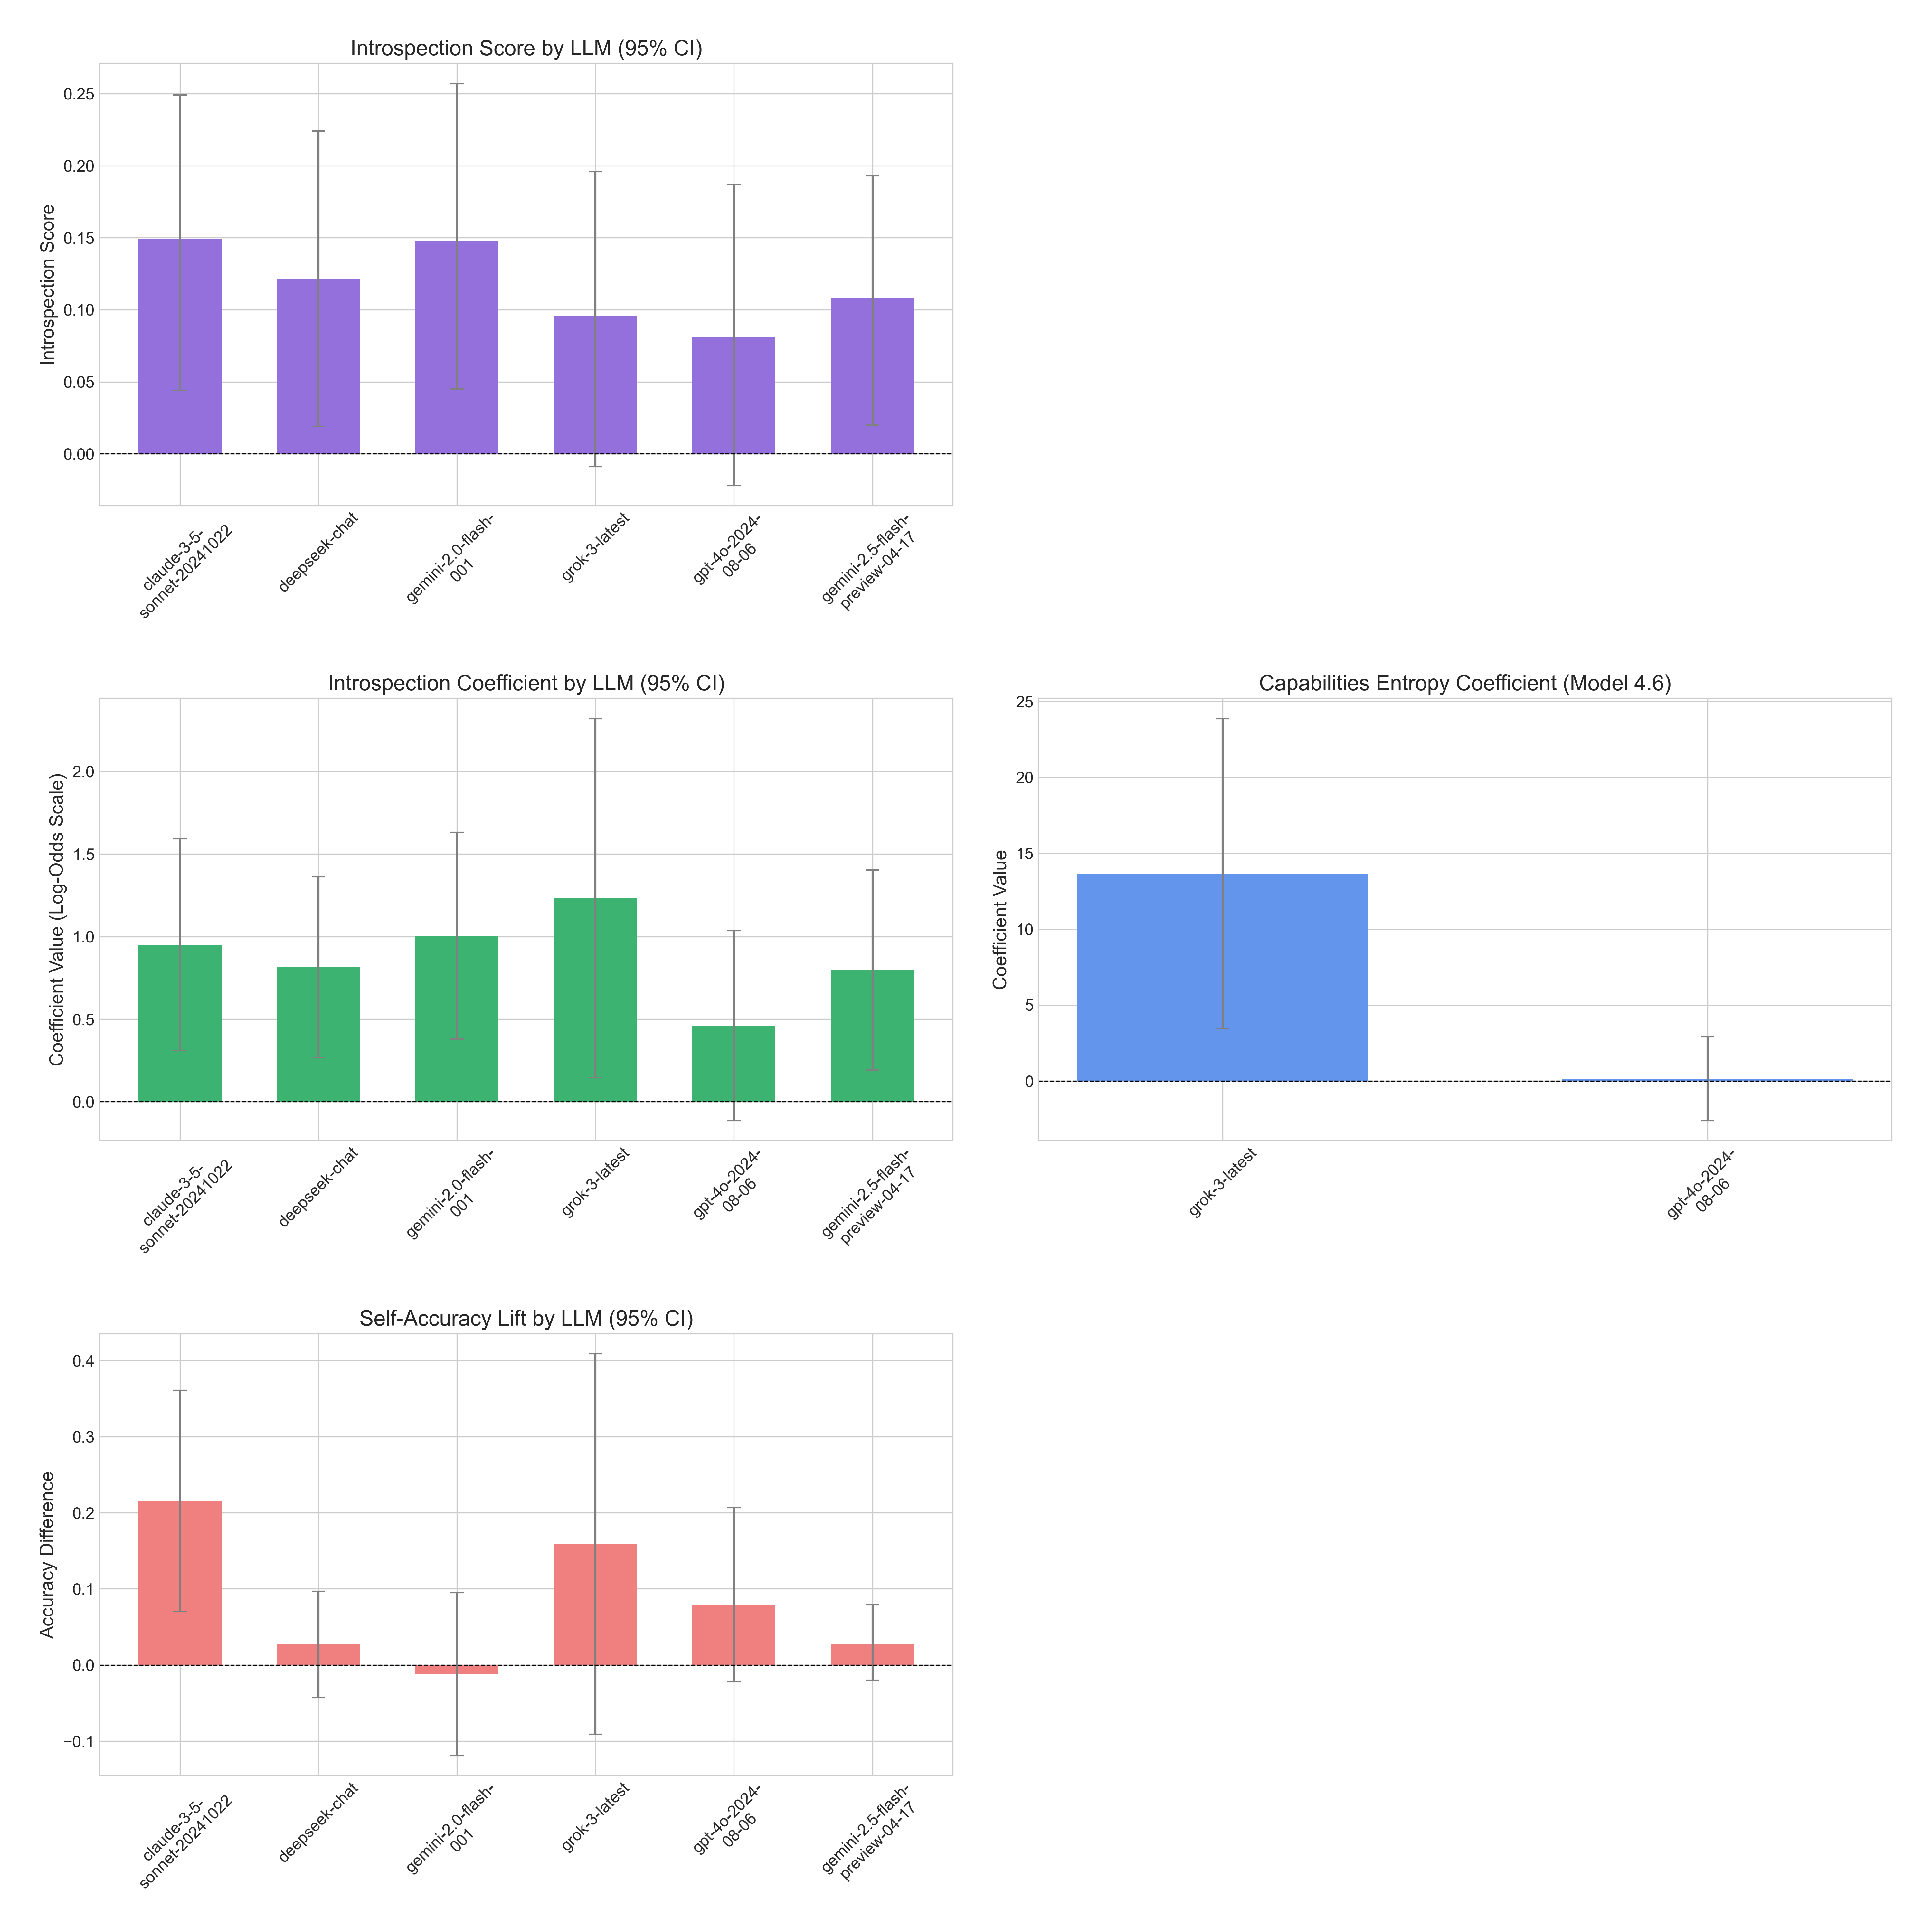 Introspection Score by LLM (95% CI)
Introspection Score
0.25
0.20
0.15
0.10
0.05
0.00
claude-3-5-
sonnet-20241022
deepseek-chat
gemini-2.0-flash-
001
grok-3-latest
gpt-4o-2024-
08-06
gemini-2.5-flash-
preview-04-17
Introspection Coefficient by LLM (95% CI)
Coefficient Value (Log-Odds Scale)
2.0
1.5
1.0
0.5
0.0
claude-3-5-
sonnet-20241022
deepseek-chat
gemini-2.0-flash-
001
grok-3-latest
gpt-4o-2024-
08-06
gemini-2.5-flash-
preview-04-17
Capabilities Entropy Coefficient (Model 4.6)
Coefficient Value
25
20
15
10
5
0
grok-3-latest
gpt-4o-2024-
08-06
Self-Accuracy Lift by LLM (95% CI)
Accuracy Difference
0.4
0.3
0.2
0.1
0.0
−0.1
claude-3-5-
sonnet-20241022
deepseek-chat
gemini-2.0-flash-
001
grok-3-latest
gpt-4o-2024-
08-06
gemini-2.5-flash-
preview-04-17